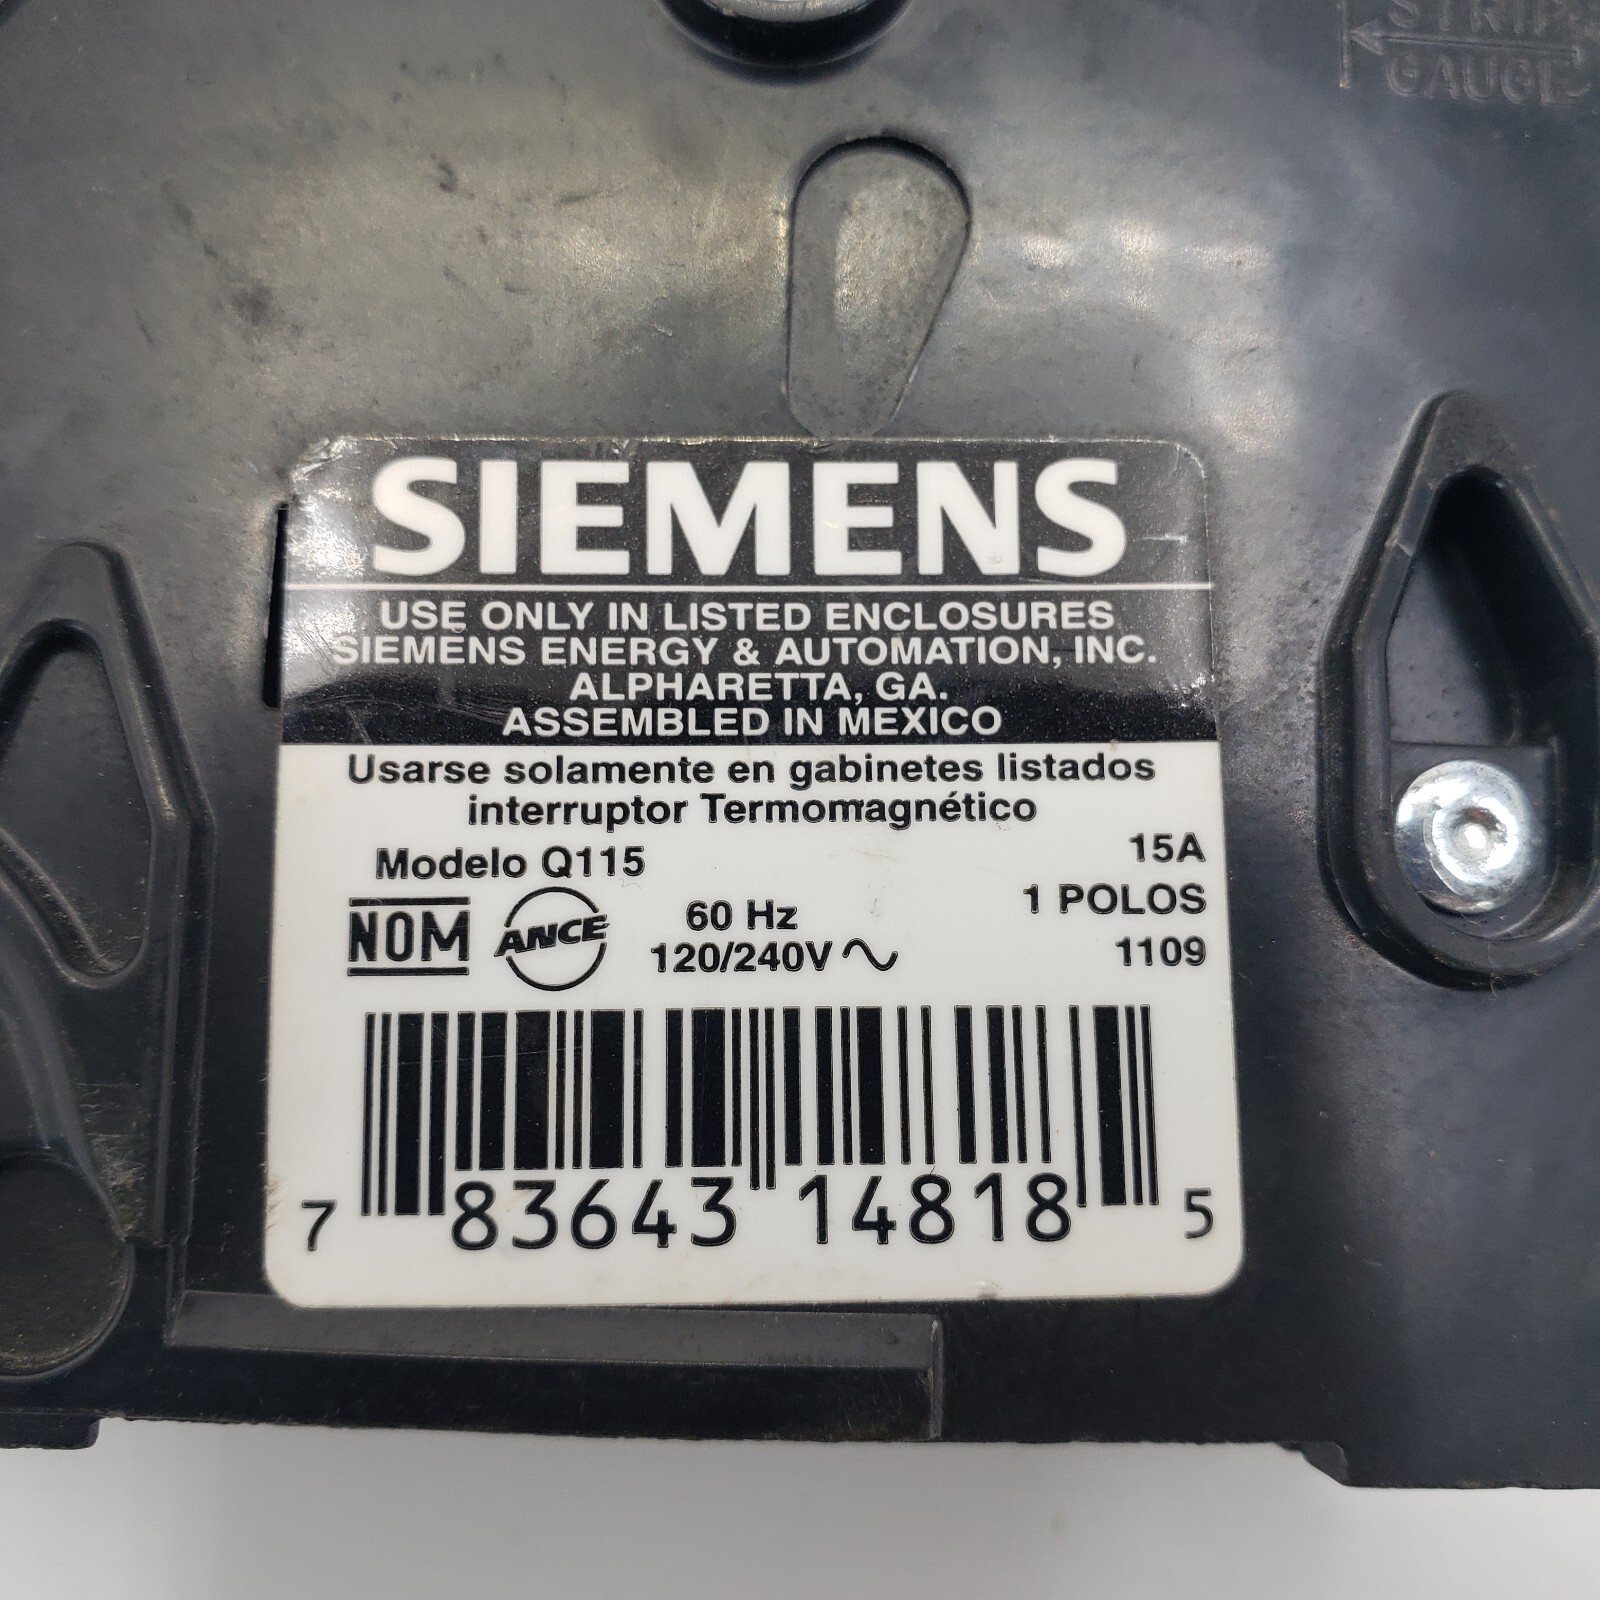 STRIP
GAUGE
SIEMENS
USE ONLY IN LISTED ENCLOSURES
SIEMENS ENERGY & AUTOMATION, INC.
ALPHARETTA, GA.
ASSEMBLED IN MEXICO
Usarse solamente en gabinetes listados
interruptor Termomagnético
Modelo Q115
15A
1 POLOS
1109
NOM
ANCE
60 Hz
120/240V ∿
7 83643 14818 5